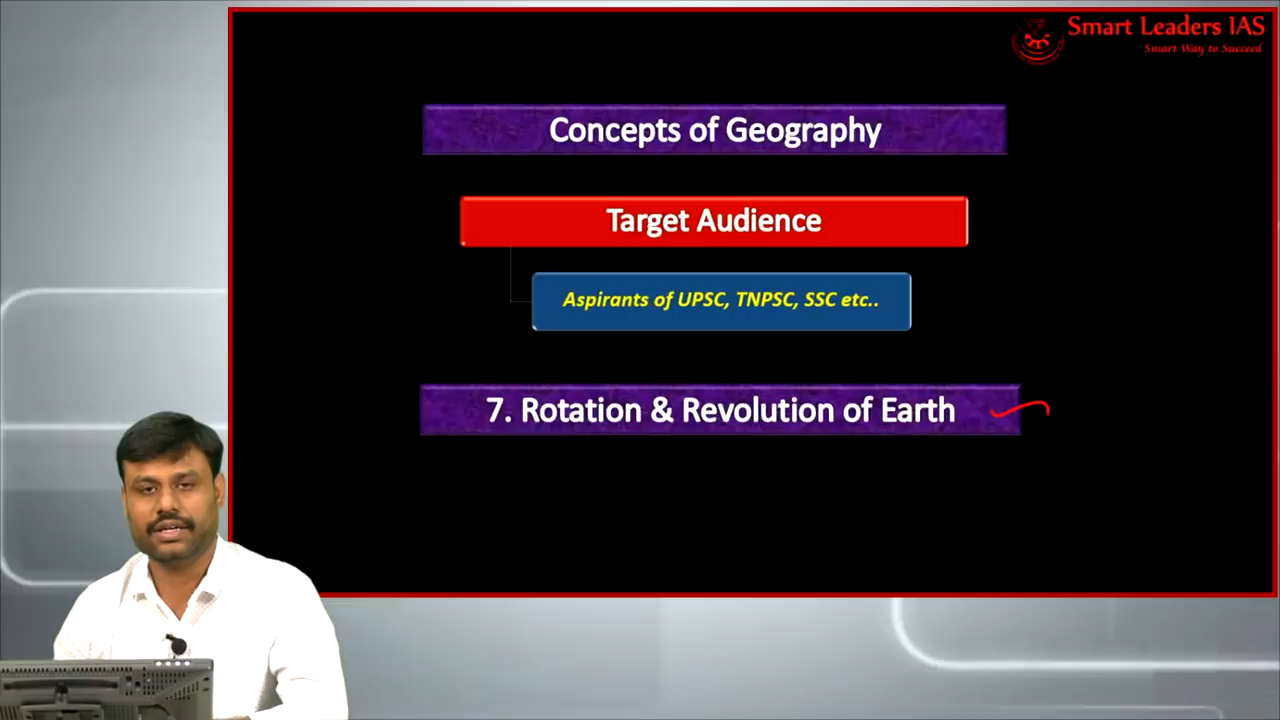 Smart Leaders IAS
Smart Way to Succeed
Concepts of Geography
Target Audience
Aspirants of UPSC, TNPSC, SSC etc..
7. Rotation & Revolution of Earth